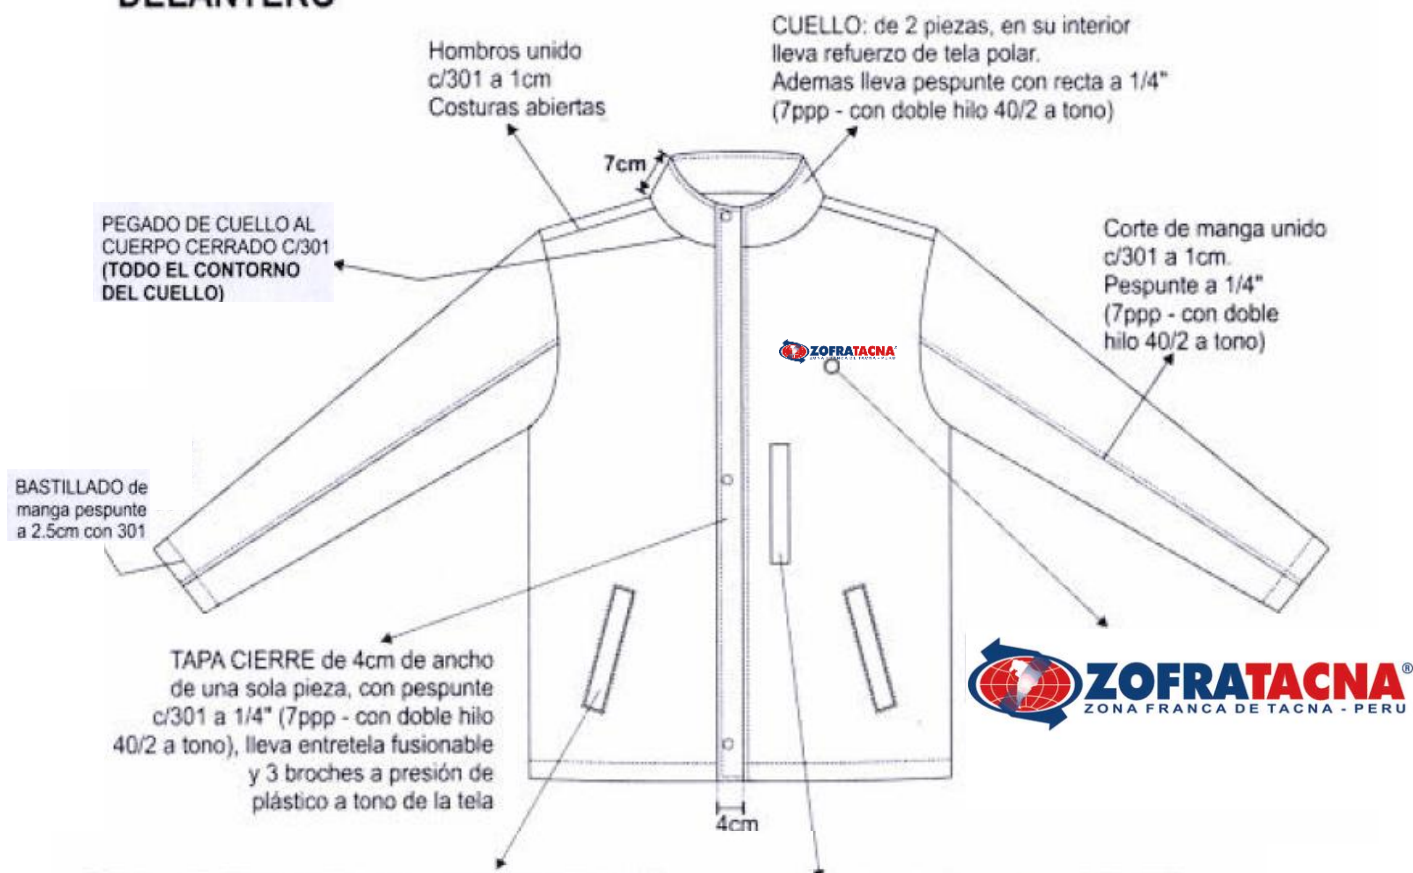 DELANTERO
Hombros unido
c/301 a 1cm
Costuras abiertas
CUELLO: de 2 piezas, en su interior
lleva refuerzo de tela polar.
Ademas lleva pespunte con recta a 1/4"
(7ppp - con doble hilo 40/2 a tono)
7cm
PEGADO DE CUELLO AL
CUERPO CERRADO C/301
(TODO EL CONTORNO
DEL CUELLO)
Corte de manga unido
c/301 a 1cm.
Pespunte a 1/4"
(7ppp - con doble
hilo 40/2 a tono)
ZOFRATACNA®
ZONA FRANCA DE TACNA - PERU
BASTILLADO de
manga pespunte
a 2.5cm con 301
TAPA CIERRE de 4cm de ancho
de una sola pieza, con pespunte
c/301 a 1/4" (7ppp - con doble hilo
40/2 a tono), lleva entretela fusionable
y 3 broches a presión de
plástico a tono de la tela
ZOFRATACNA®
ZONA FRANCA DE TACNA - PERU
4cm